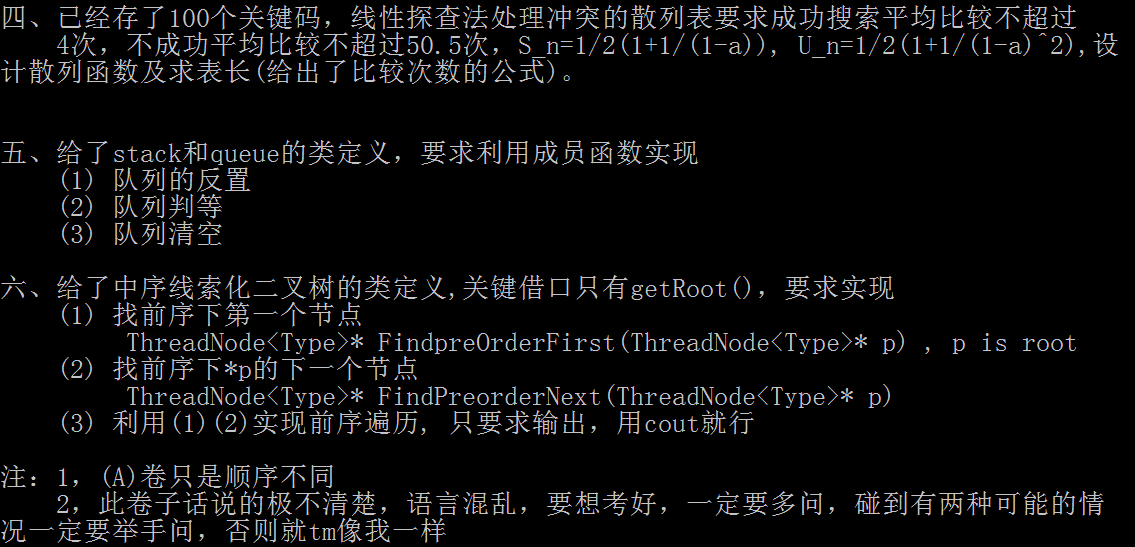 四、已经存了100个关键码，线性探查法处理冲突的散列表要求成功搜索平均比较不超过
4次，不成功平均比较不超过50.5次，S_n=1/2(1+1/(1-a)), U_n=1/2(1+1/(1-a)^2),设
计散列函数及求表长(给出了比较次数的公式)。
五、给了stack和queue的类定义，要求利用成员函数实现
(1) 队列的反置
(2) 队列判等
(3) 队列清空
六、给了中序线索化二叉树的类定义,关键借口只有getRoot()，要求实现
(1) 找前序下第一个节点
ThreadNode<Type>* FindpreOrderFirst(ThreadNode<Type>* p) , p is root
(2) 找前序下*p的下一个节点
ThreadNode<Type>* FindPreorderNext(ThreadNode<Type>* p)
(3) 利用(1)(2)实现前序遍历, 只要求输出，用cout就行
注：1，(A)卷只是顺序不同
2，此卷子话说的极不清楚，语言混乱，要想考好，一定要多问，碰到有两种可能的情
况一定要举手问，否则就tm像我一样